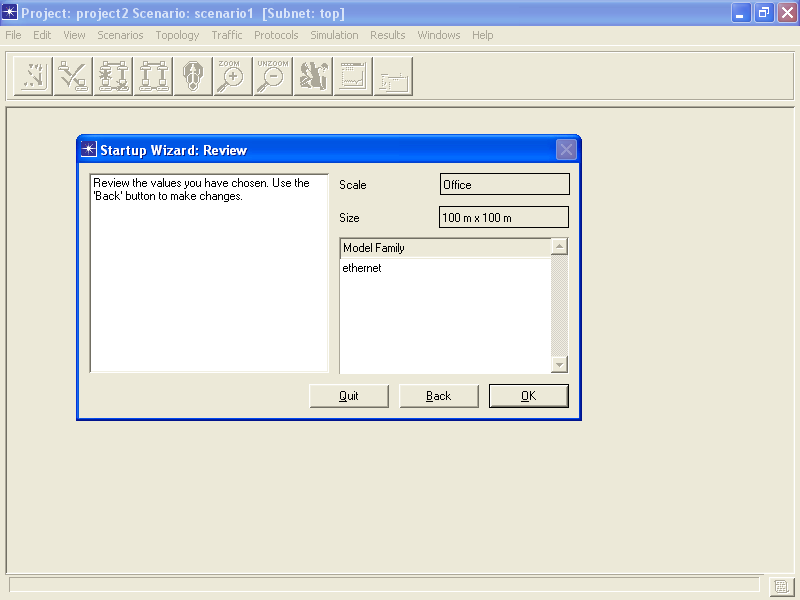 Project: project2 Scenario: scenario1 [Subnet: top]
File Edit View Scenarios Topology Traffic Protocols Simulation Results Windows Help
ZOOM UNZOOM
Startup Wizard: Review
Review the values you have chosen. Use the
'Back' button to make changes.
Scale Office
Size 100 m x 100 m
Model Family
ethernet
Quit Back OK